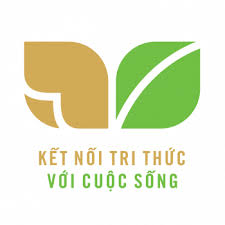 KẾT NỐI TRI THỨC
VỚI CUỘC SỐNG